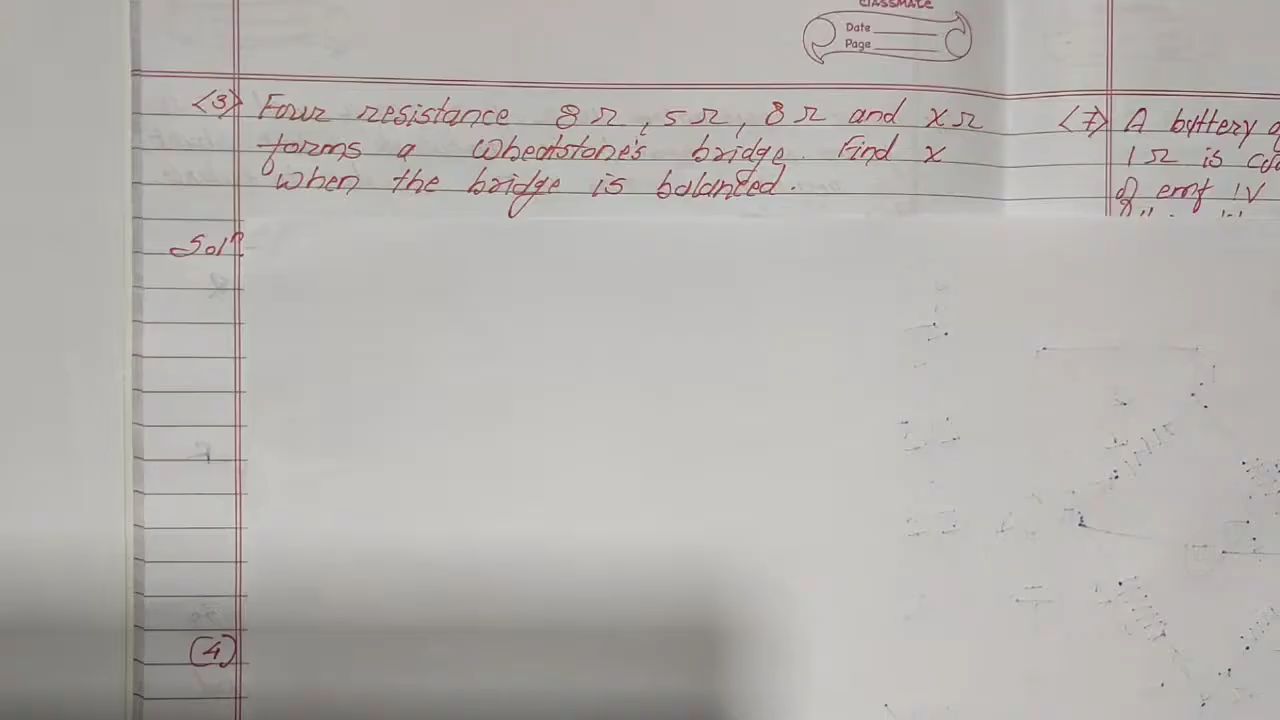 CLASSMATE
Date
Page
<3> Four resistance 8Ω, 5Ω, 8Ω and xΩ
forms a Wheatstone's bridge. Find x
when the bridge is balanced.
Solⁿ
(4)
<7> A battery
1Ω is
of emf 1V